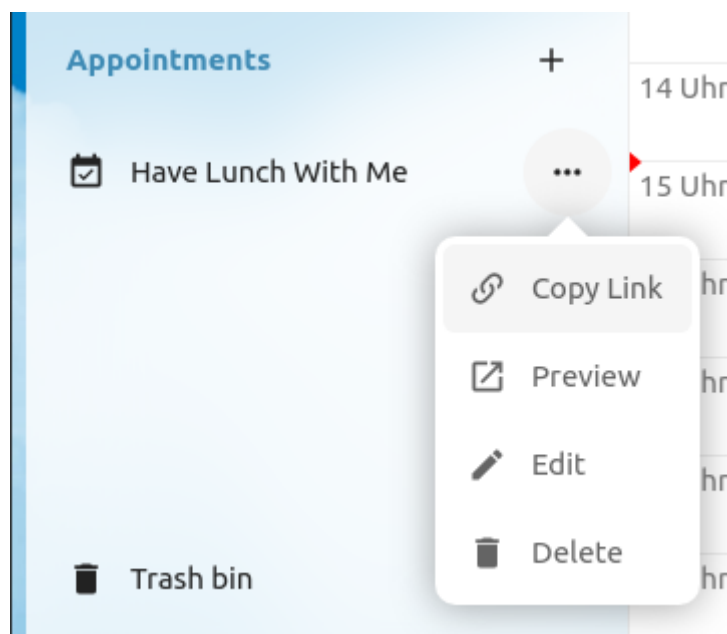 Appointments
14 Uhr
Have Lunch With Me
15 Uhr
Copy Link
Preview
Edit
Delete
Trash bin